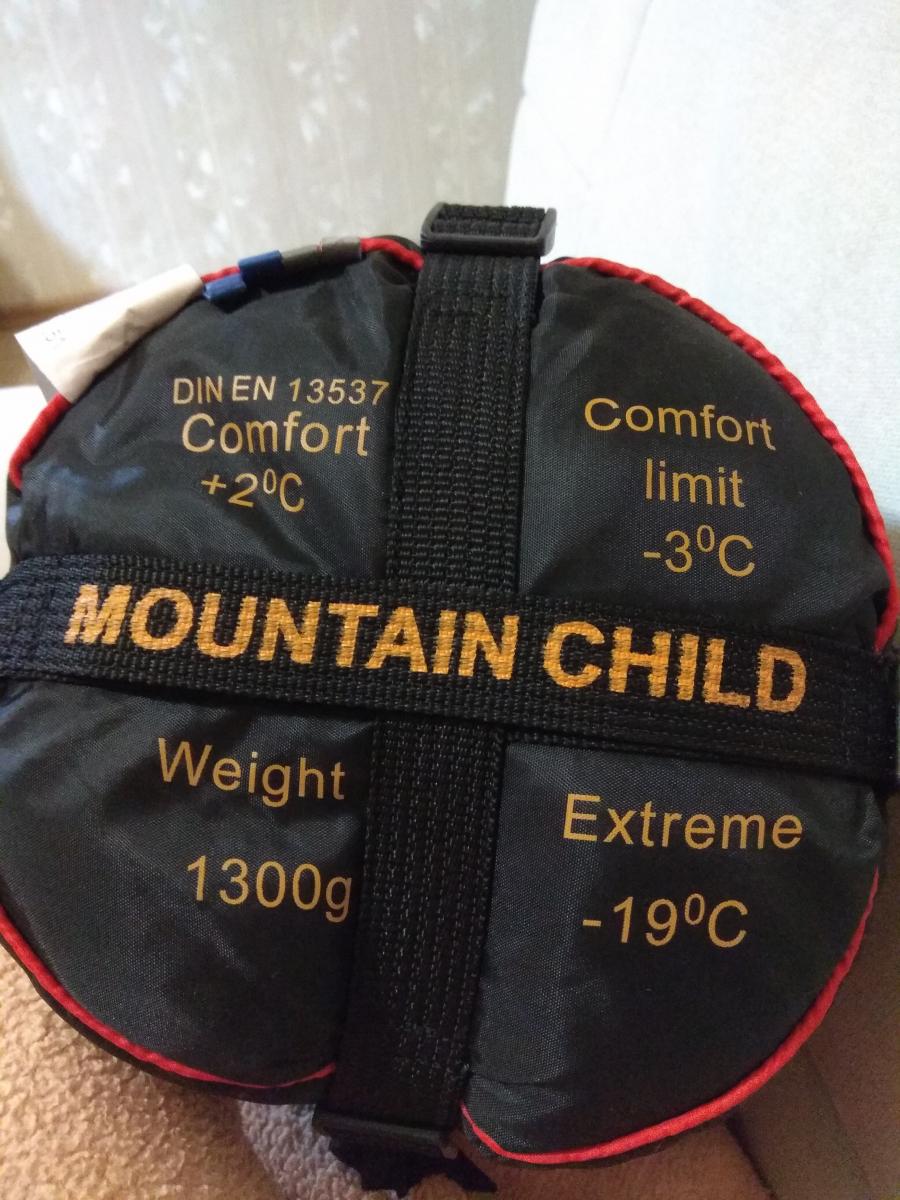 DIN EN 13537
Comfort
+2⁰C
Comfort
limit
-3⁰C
MOUNTAIN CHILD
Weight
1300g
Extreme
-19⁰C